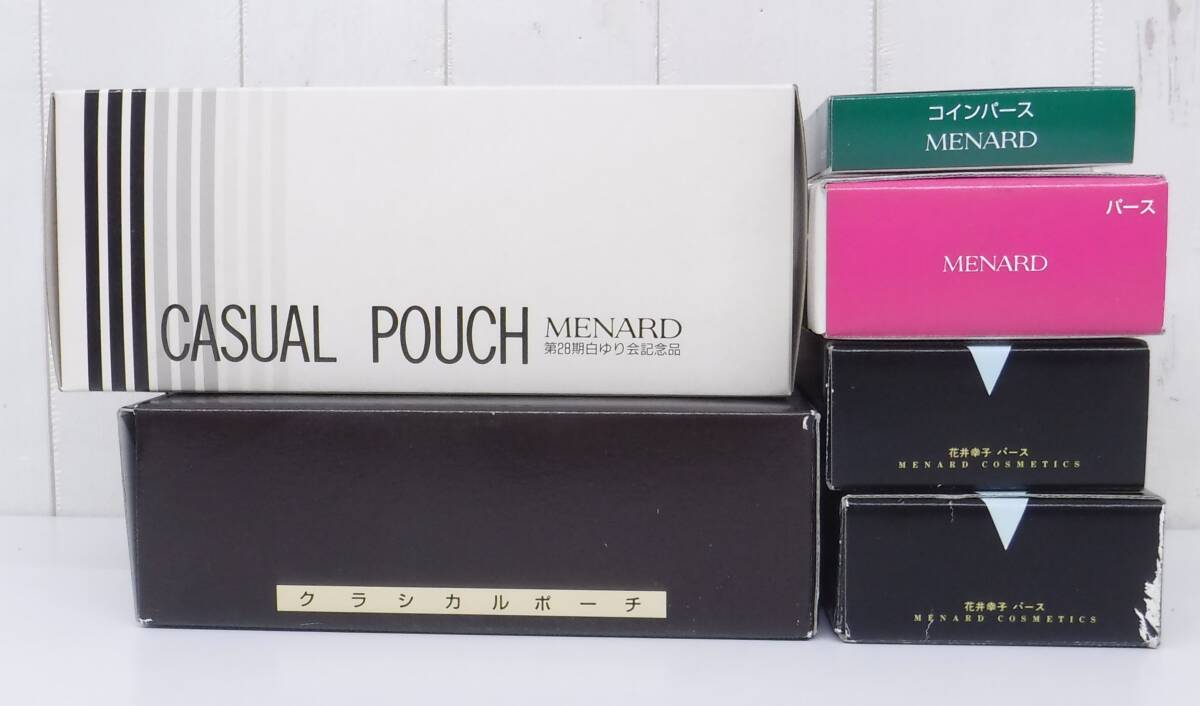 CASUAL POUCH MENARD
第28期白ゆり会記念品
クラシカルポーチ
コインパース
MENARD
パース
MENARD
花井幸子 パース
MENARD COSMETICS
花井幸子 パース
MENARD COSMETICS